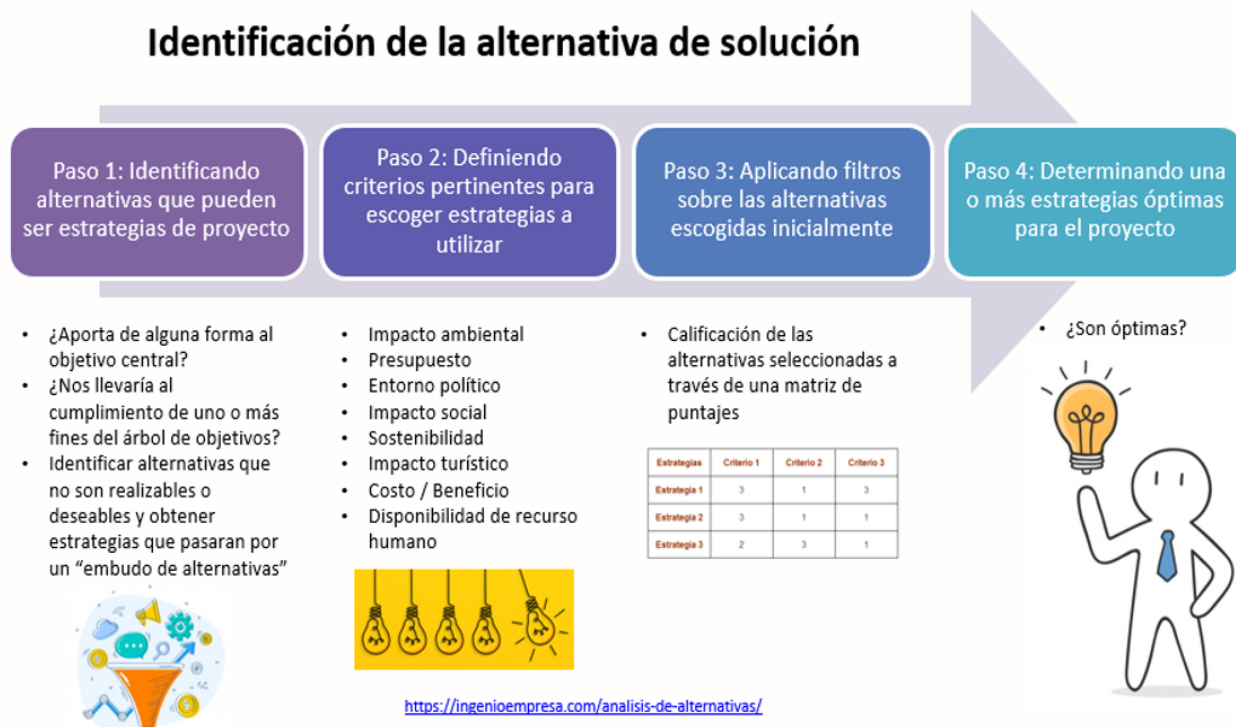 Identificación de la alternativa de solución
Paso 1: Identificando
alternativas que pueden
ser estrategias de proyecto
Paso 2: Definiendo
criterios pertinentes para
escoger estrategias a
utilizar
Paso 3: Aplicando filtros
sobre las alternativas
escogidas inicialmente
Paso 4: Determinando una
o más estrategias óptimas
para el proyecto
• ¿Aporta de alguna forma al
objetivo central?
• ¿Nos llevaría al
cumplimiento de uno o más
fines del árbol de objetivos?
• Identificar alternativas que
no son realizables o
deseables y obtener
estrategias que pasaran por
un “embudo de alternativas”
• Impacto ambiental
• Presupuesto
• Entorno político
• Impacto social
• Sostenibilidad
• Impacto turístico
• Costo / Beneficio
• Disponibilidad de recurso
humano
• Calificación de las
alternativas seleccionadas a
través de una matriz de
puntajes
Estrategias Criterio 1 Criterio 2 Criterio 3
Estrategia 1 3 1 3
Estrategia 2 3 1 1
Estrategia 3 2 3 1
• ¿Son óptimas?
https://ingenioempresa.com/analisis-de-alternativas/